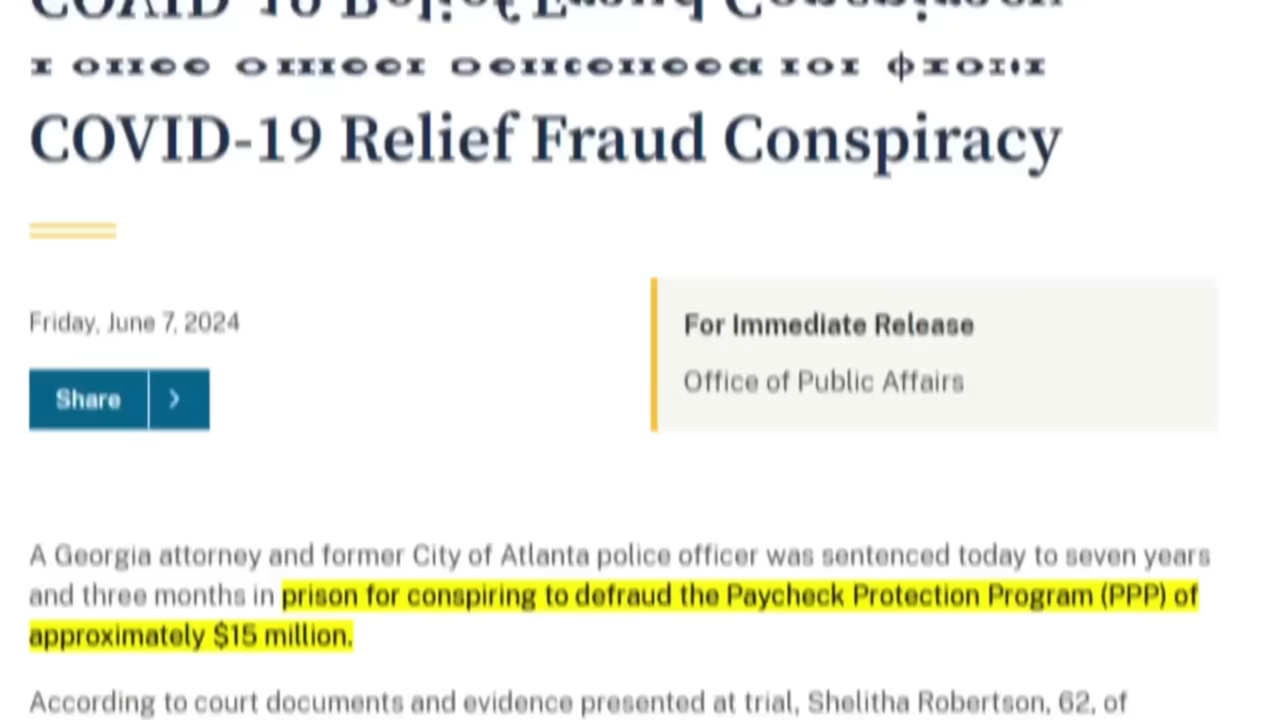 COVID-19 Relief Fraud Conspiracy
Friday, June 7, 2024
For Immediate Release
Office of Public Affairs
Share
A Georgia attorney and former City of Atlanta police officer was sentenced today to seven years
and three months in prison for conspiring to defraud the Paycheck Protection Program (PPP) of
approximately $15 million.
According to court documents and evidence presented at trial, Shelitha Robertson, 62, of